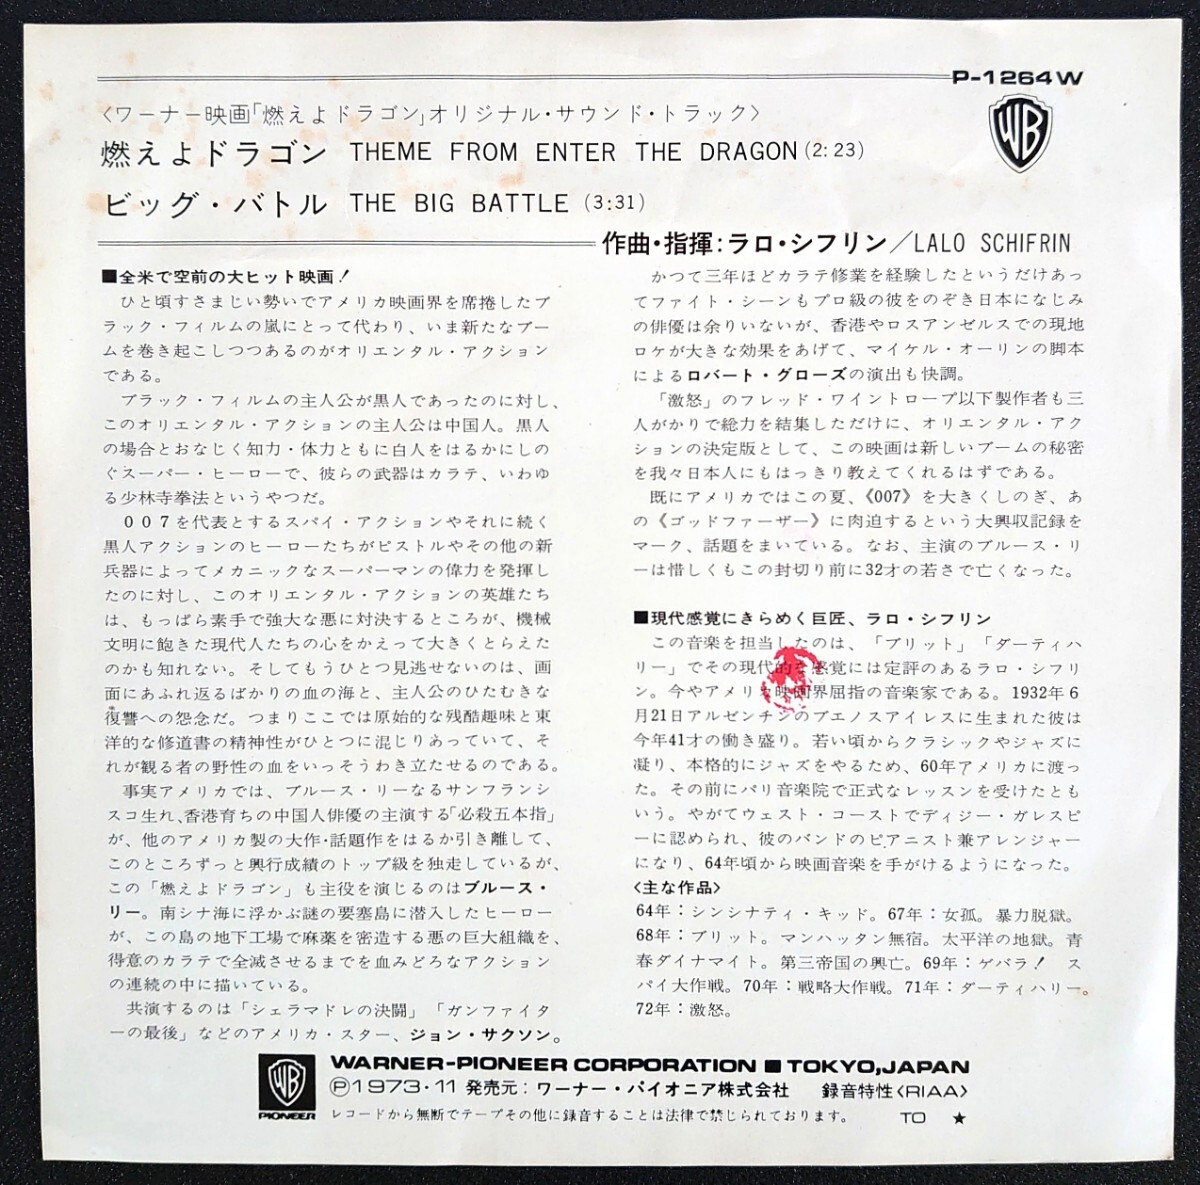 P-1264W
〈ワーナー映画「燃えよドラゴン」オリジナル・サウンド・トラック〉
WB
燃えよドラゴン THEME FROM ENTER THE DRAGON (2:23)
ビッグ・バトル THE BIG BATTLE (3:31)
作曲・指揮:ラロ・シフリン/LALO SCHIFRIN
■全米で空前の大ヒット映画!
ひと頃すさまじい勢いでアメリカ映画界を席捲したブ
ラック・フィルムの嵐にとって代わり、いま新たなブー
ムを巻き起こしつつあるのがオリエンタル・アクション
である。
ブラック・フィルムの主人公が黒人であったのに対し、
このオリエンタル・アクションの主人公は中国人。黒人
の場合とおなじく知力・体力ともに白人をはるかにしの
ぐスーパー・ヒーローで、彼らの武器はカラテ、いわゆ
る少林寺拳法というやつだ。
007を代表とするスパイ・アクションやそれに続く
黒人アクションのヒーローたちがピストルやその他の新
兵器によってメカニックなスーパーマンの偉力を発揮し
たのに対し、このオリエンタル・アクションの英雄たち
は、もっぱら素手で強大な悪に対決するところが、機械
文明に飽きた現代人たちの心をかえって大きくとらえた
のかも知れない。そしてもうひとつ見逃せないのは、画
面にあふれ返るばかりの血の海と、主人公のひたむきな
復讐への怨念だ。つまりここでは原始的な残酷趣味と東
洋的な修道書の精神性がひとつに混じりあっていて、そ
れが観る者の野性の血をいっそうわき立たせるのである。
事実アメリカでは、ブルース・リーなるサンフランシ
スコ生れ、香港育ちの中国人俳優の主演する「必殺五本指」
が、他のアメリカ製の大作・話題作をはるか引き離して、
このところずっと興行成績のトップ級を独走しているが、
この「燃えよドラゴン」も主役を演じるのはブルース・
リー。南シナ海に浮かぶ謎の要塞島に潜入したヒーロー
が、この島の地下工場で麻薬を密造する悪の巨大組織を、
得意のカラテで全滅させるまでを血みどろなアクション
の連続の中に描いている。
共演するのは「シェラマドレの決闘」「ガンファイタ
ーの最後」などのアメリカ・スター、ジョン・サクソン。
かつて三年ほどカラテ修業を経験したというだけあっ
てファイト・シーンもプロ級の彼をのぞき日本になじみ
の俳優は余りいないが、香港やロスアンゼルスでの現地
ロケが大きな効果をあげて、マイケル・オーリンの脚本
によるロバート・グローズの演出も快調。
「激怒」のフレッド・ワイントローブ以下製作者も三
人がかりで総力を結集しただけに、オリエンタル・アク
ションの決定版として、この映画は新しいブームの秘密
を我々日本人にもはっきり教えてくれるはずである。
既にアメリカではこの夏、《007》を大きくしのぎ、あ
の《ゴッドファーザー》に肉迫するという大興収記録を
マーク、話題をまいている。なお、主演のブルース・リ
ーは惜しくもこの封切り前に32才の若さで亡くなった。
■現代感覚にきらめく巨匠、ラロ・シフリン
この音楽を担当したのは、「ブリット」「ダーティハ
リー」でその現代的な感覚には定評のあるラロ・シフリ
ン。今やアメリカ映画界屈指の音楽家である。1932年6
月21日アルゼンチンのブエノスアイレスに生まれた彼は
今年41才の働き盛り。若い頃からクラシックやジャズに
凝り、本格的にジャズをやるため、60年アメリカに渡っ
た。その前にパリ音楽院で正式なレッスンを受けたとも
いう。やがてウェスト・コーストでディジー・ガレスピ
ーに認められ、彼のバンドのピアニスト兼アレンジャー
になり、64年頃から映画音楽を手がけるようになった。
〈主な作品〉
64年:シンシナティ・キッド。67年:女狐。暴力脱獄。
68年:ブリット。マンハッタン無宿。太平洋の地獄。青
春ダイナマイト。第三帝国の興亡。69年:ゲバラ! ス
パイ大作戦。70年:戦略大作戦。71年:ダーティハリー。
72年:激怒。
WB
PIONEER
WARNER-PIONEER CORPORATION ■ TOKYO, JAPAN
Ⓟ1973・11 発売元:ワーナー・パイオニア株式会社 録音特性〈RIAA〉
レコードから無断でテープその他に録音することは法律で禁じられております。 TO ★